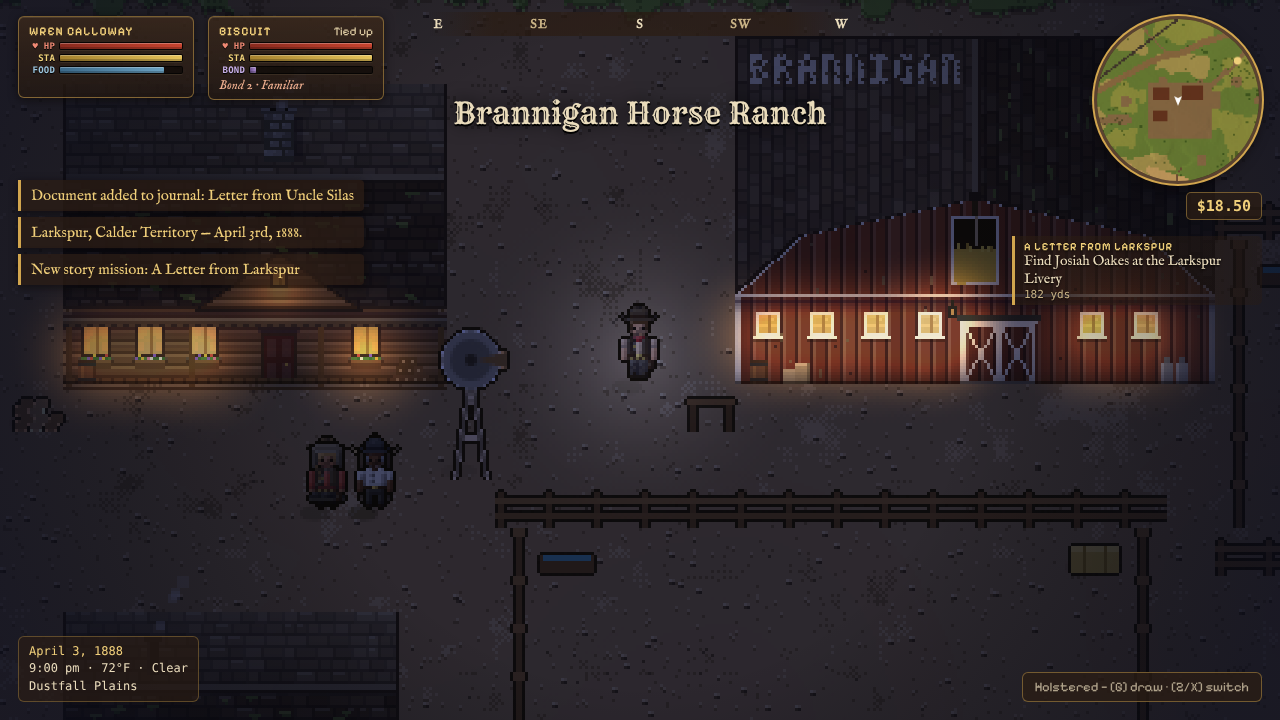 WREN CALLOWAY
♥ HP
STA
FOOD
BISCUIT Tied up
♥ HP
STA
BOND
Bond 2 · Familiar
E SE S SW W
BRANNIGAN
Brannigan Horse Ranch
Document added to journal: Letter from Uncle Silas
Larkspur, Calder Territory — April 3rd, 1888.
New story mission: A Letter from Larkspur
$18.50
A LETTER FROM LARKSPUR
Find Josiah Oakes at the Larkspur
Livery
182 yds
April 3, 1888
9:00 pm · 72°F · Clear
Dustfall Plains
Holstered - [G] draw · [Z/X] switch